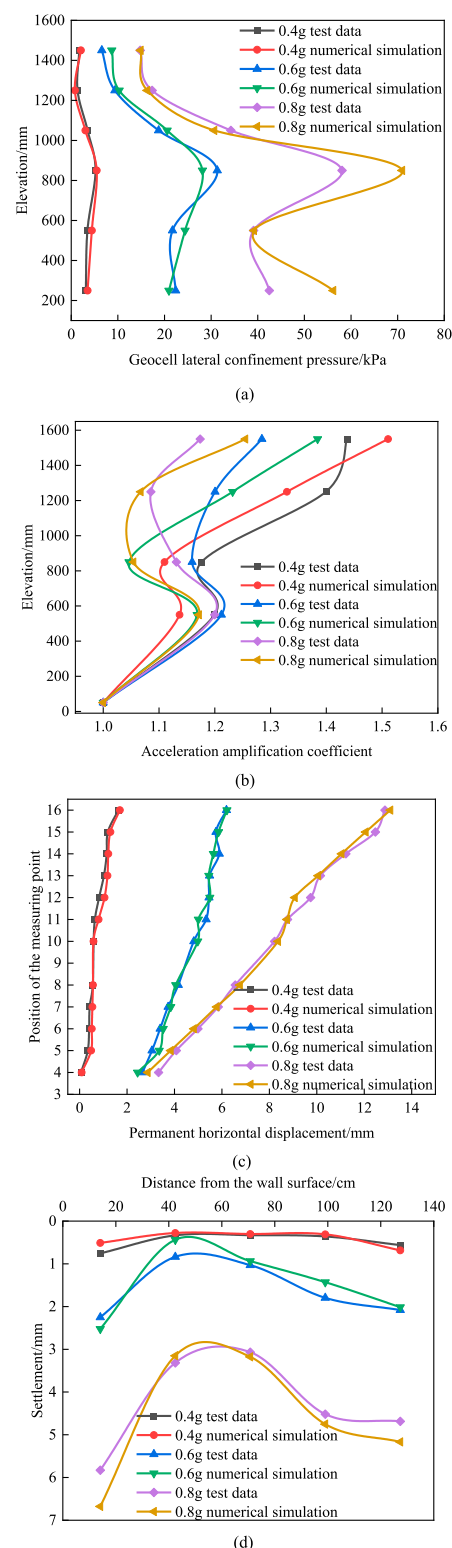 1600
1400
1200
1000
800
600
400
200
Elevation/mm
0.4g test data
0.4g numerical simulation
0.6g test data
0.6g numerical simulation
0.8g test data
0.8g numerical simulation
0 10 20 30 40 50 60 70 80
Geocell lateral confinement pressure/kPa
(a)
1600
1400
1200
1000
800
600
400
200
0
Elevation/mm
0.4g test data
0.4g numerical simulation
0.6g test data
0.6g numerical simulation
0.8g test data
0.8g numerical simulation
1.0 1.1 1.2 1.3 1.4 1.5 1.6
Acceleration amplification coefficient
(b)
16
15
14
13
12
11
10
8
7
6
5
4
3
Position of the measuring point
0.4g test data
0.4g numerical simulation
0.6g test data
0.6g numerical simulation
0.8g test data
0.8g numerical simulation
0 2 4 6 8 10 12 14
Permanent horizontal displacement/mm
(c)
Distance from the wall surface/cm
0 20 40 60 80 100 120 140
0
1
2
3
4
5
6
7
Settlement/mm
0.4g test data
0.4g numerical simulation
0.6g test data
0.6g numerical simulation
0.8g test data
0.8g numerical simulation
(d)